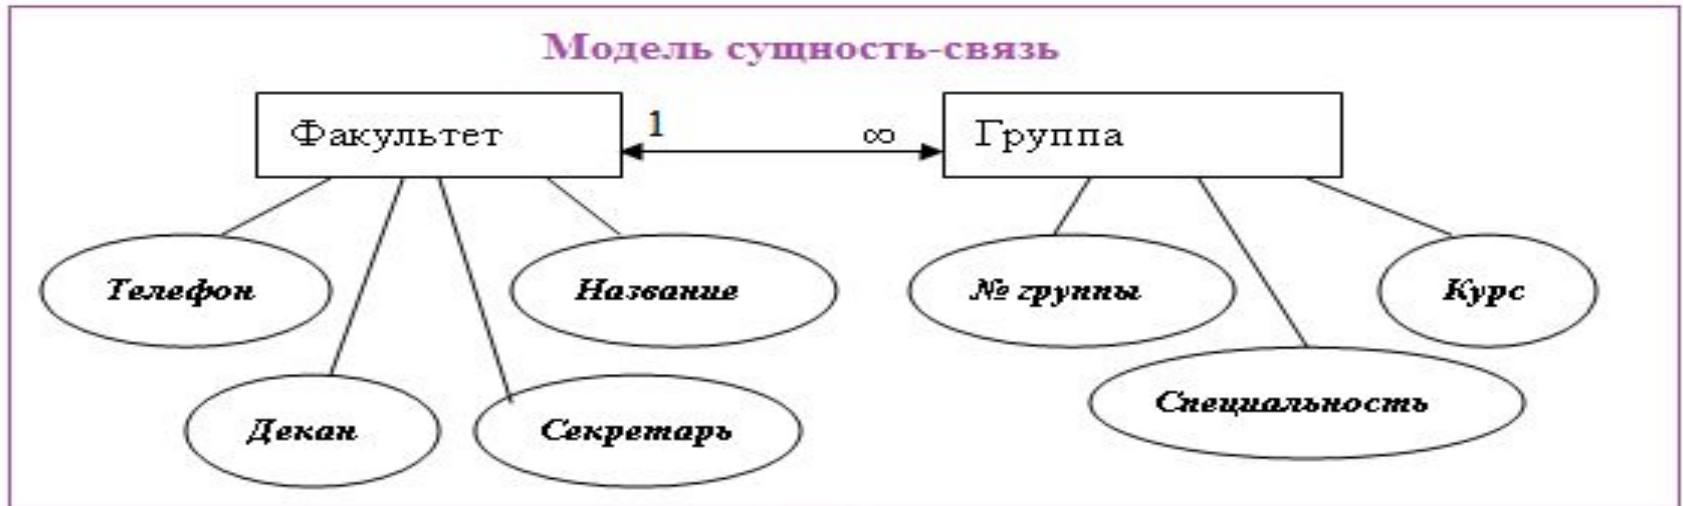 Модель сущность-связь
Факультет
1
∞
Группа
Телефон
Название
№ группы
Курс
Декан
Секретарь
Специальность